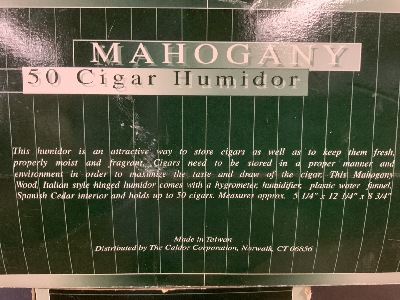 MAHOGANY
50 Cigar Humidor
This humidor is an attractive way to store cigars as well as to keep them fresh,
properly moist and fragrant. Cigars need to be stored in a proper manner and
environment in order to maximize the taste and draw of the cigar. This Mahogany
Wood, Italian style hinged humidor comes with a hygrometer, humidifier, plastic water funnel,
Spanish Cedar interior and holds up to 50 cigars. Measures approx. 5 1/4" x 12 1/4" x 8 3/4"
Made in Taiwan
Distributed by The Caldor Corporation, Norwalk, CT 06856